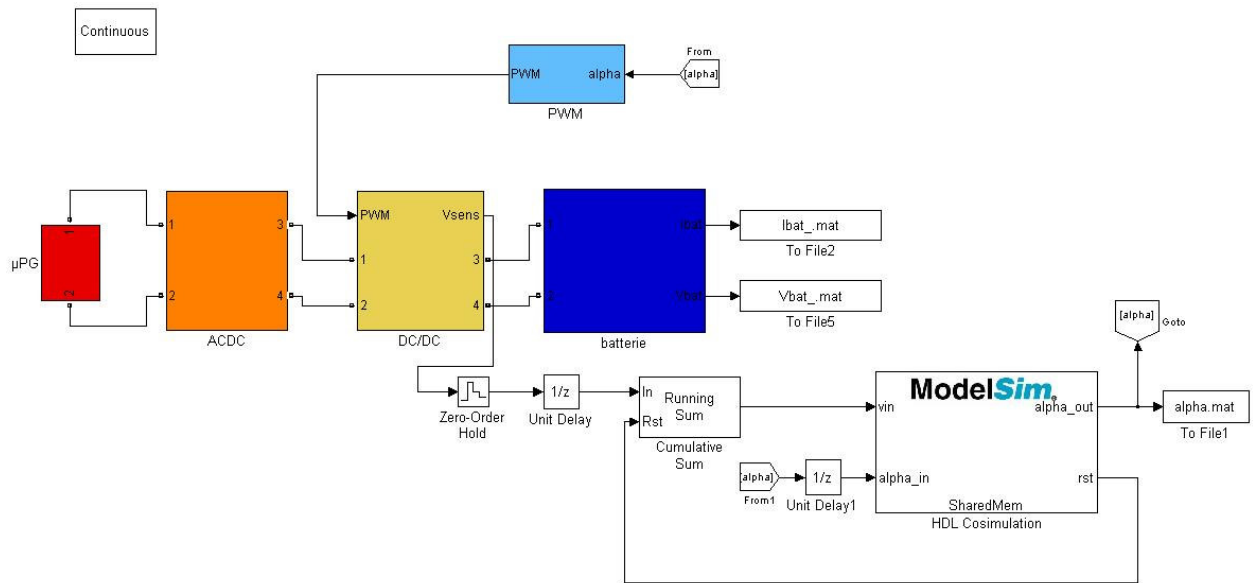 Continuous
From
[alpha]
PWM alpha
PWM
µPG
1
2
1 3
2 4
ACDC
PWM Vsens
1 3
2 4
DC/DC
1 Ibat
2 Vbat
batterie
Ibat_.mat
To File2
Vbat_.mat
To File5
[alpha]
Goto
Zero-Order
Hold
1/z
Unit Delay
In
Rst
Running
Sum
Cumulative
Sum
[alpha]
From1
1/z
Unit Delay1
ModelSim
vin alpha_out
alpha_in rst
SharedMem
HDL Cosimulation
alpha.mat
To File1